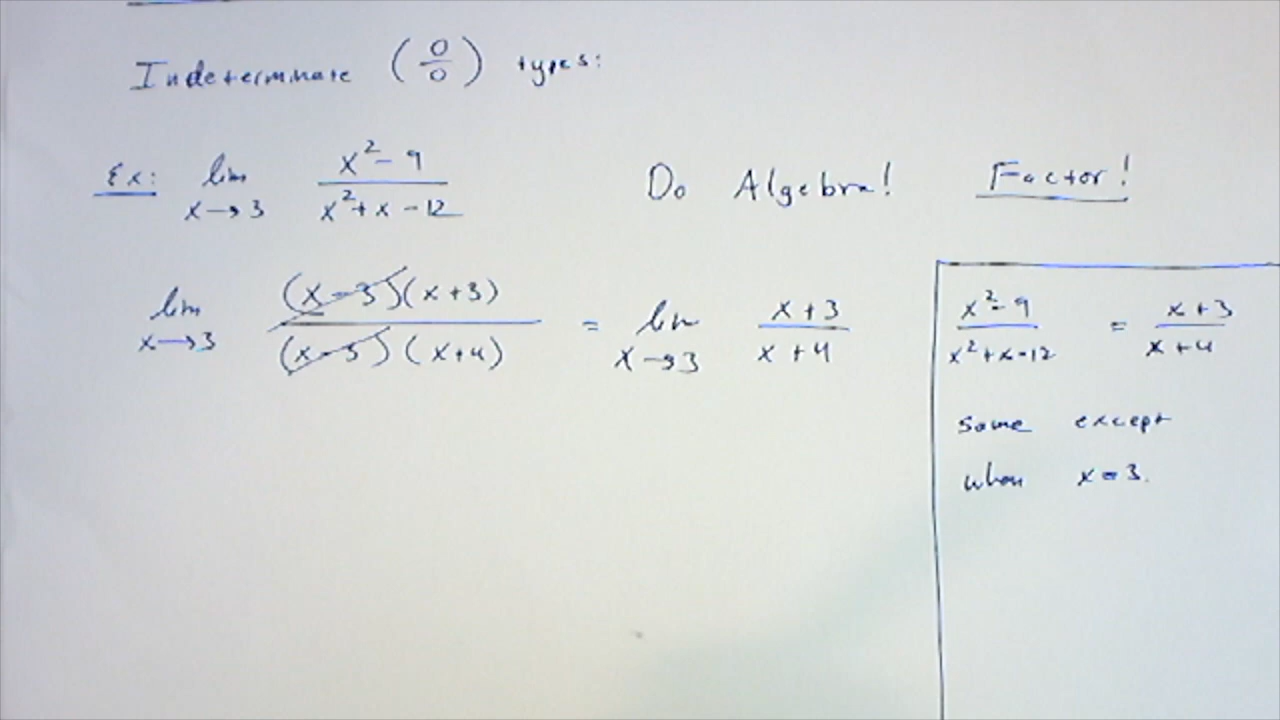 Indeterminate (0/0) types:
Ex: lim x→3 (x² - 9)/(x² + x - 12) Do Algebra! Factor!
lim x→3 ((x-3)(x+3))/((x-3)(x+4)) = lim x→3 (x+3)/(x+4)
(x² - 9)/(x² + x - 12) = (x+3)/(x+4)
same except
when x = 3.